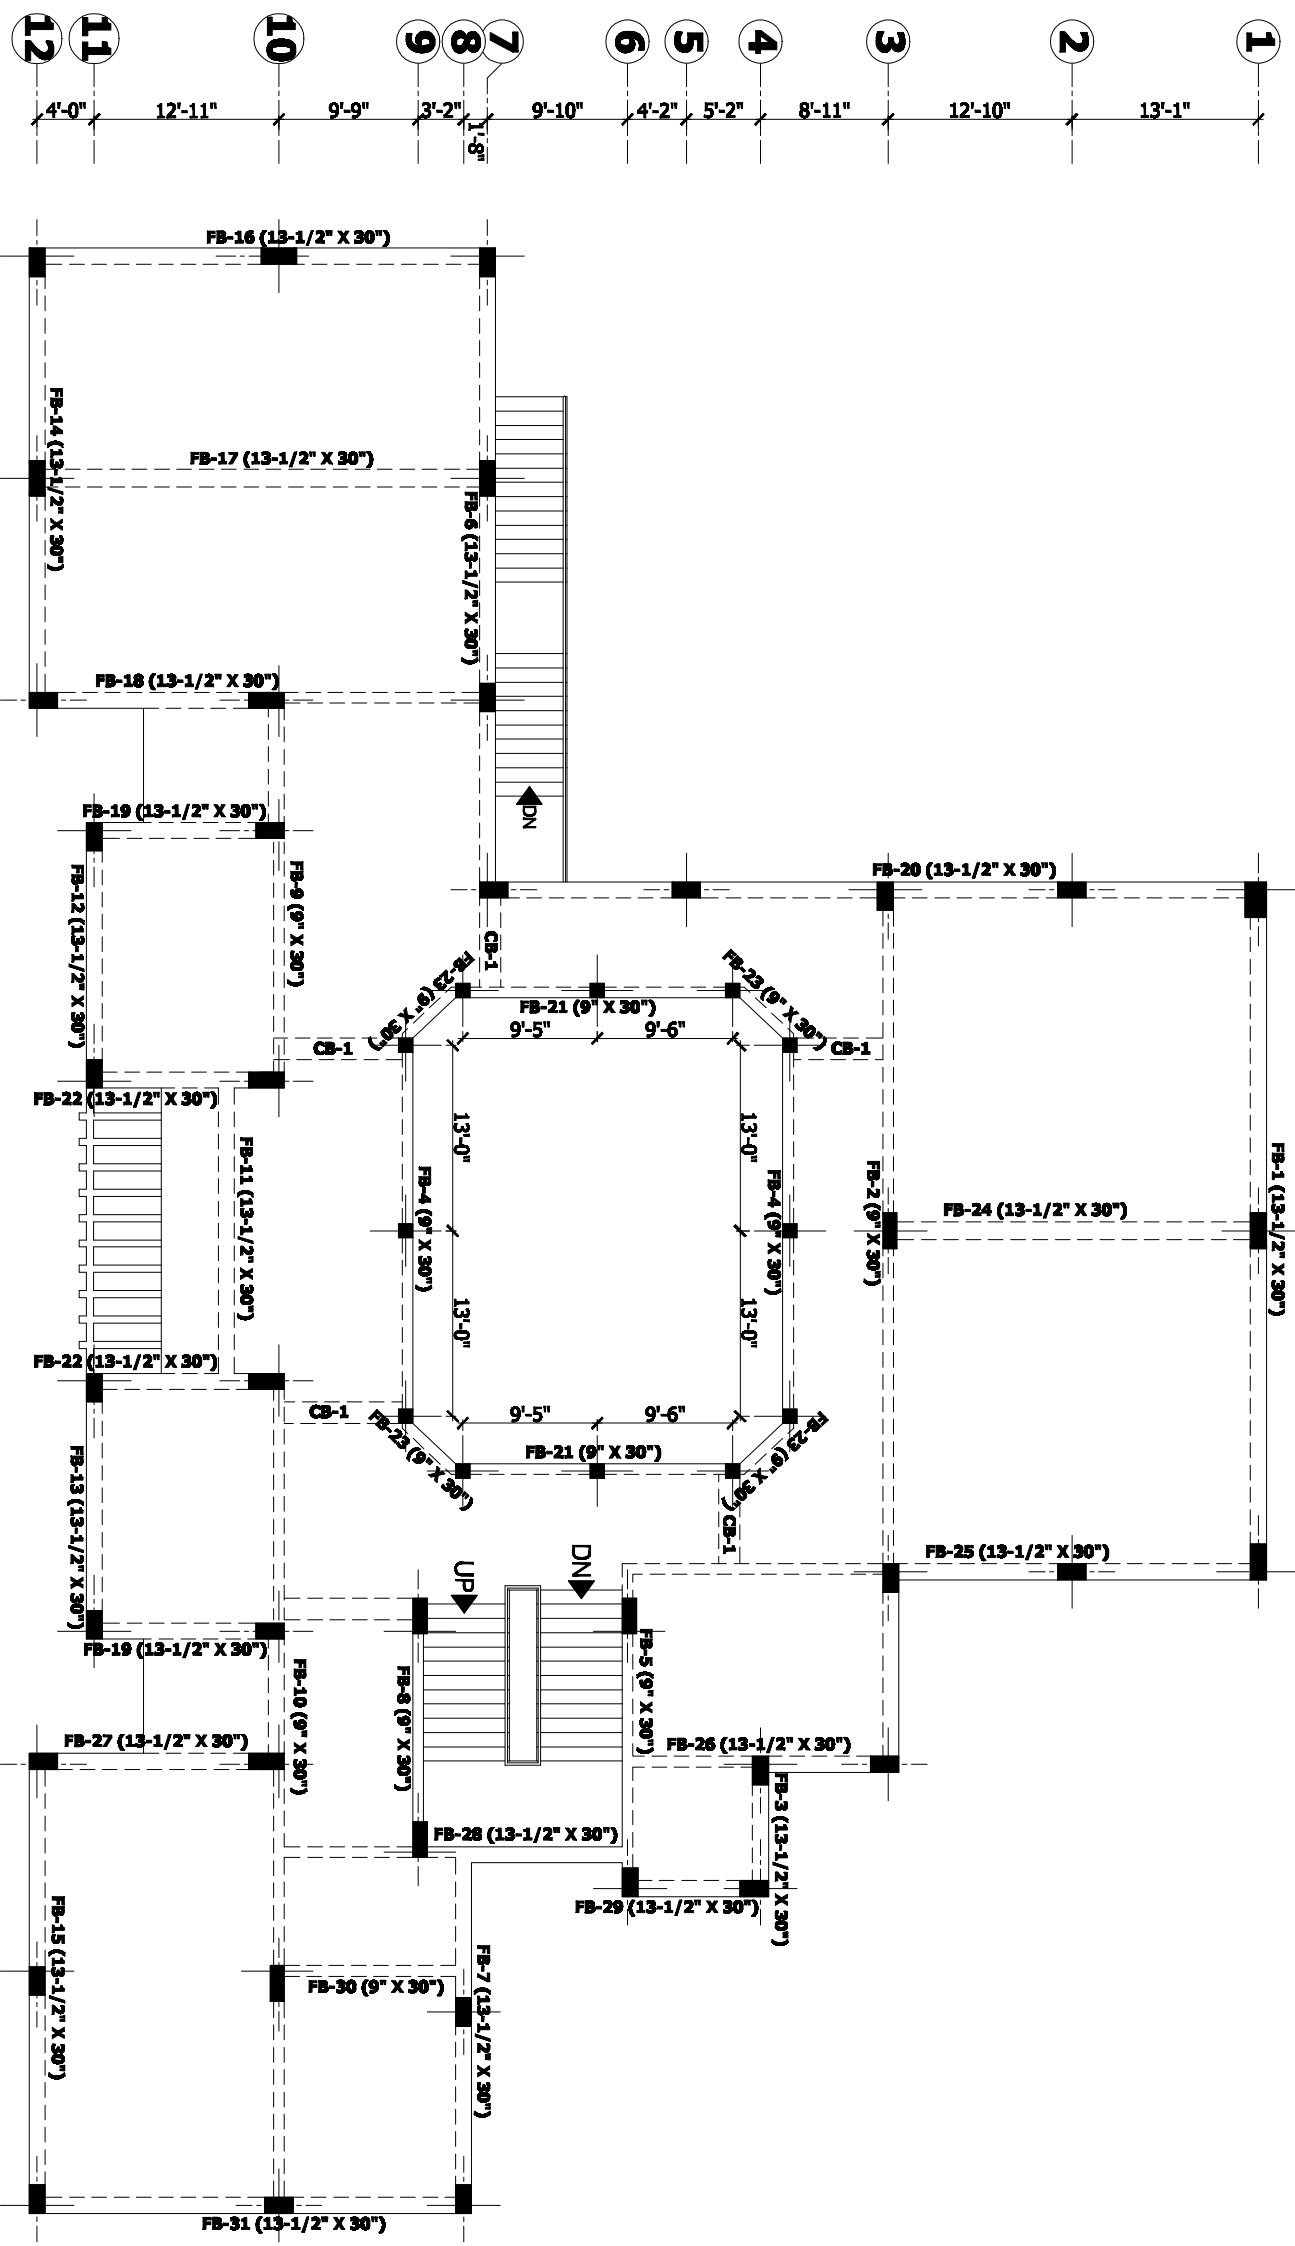 12 11 10 9 8 7 6 5 4 3 2 1
4'-0" 12'-11" 9'-9" 3'-2" 9'-10" 4'-2" 5'-2" 8'-11" 12'-10" 13'-1"
1'-8"
FB-16 (13-1/2" X 30")
FB-14 (13-1/2" X 30")
FB-17 (13-1/2" X 30")
FB-6 (13-1/2" X 30")
FB-18 (13-1/2" X 30")
DN
FB-19 (13-1/2" X 30")
FB-12 (13-1/2" X 30")
FB-9 (9" X 30")
FB-20 (13-1/2" X 30")
CB-1
FB-23 (9" X 30")
FB-23 (9" X 30")
FB-21 (9" X 30")
9'-5" 9'-6"
CB-1
CB-1
FB-22 (13-1/2" X 30")
13'-0"
13'-0"
FB-11 (13-1/2" X 30")
FB-4 (9" X 30")
FB-4 (9" X 30")
FB-2 (9" X 30")
FB-24 (13-1/2" X 30")
FB-1 (13-1/2" X 30")
13'-0"
13'-0"
FB-22 (13-1/2" X 30")
CB-1
9'-5" 9'-6"
FB-23 (9" X 30")
FB-23 (9" X 30")
FB-21 (9" X 30")
FB-13 (13-1/2" X 30")
CB-1
FB-25 (13-1/2" X 30")
UP
DN
FB-19 (13-1/2" X 30")
FB-10 (9" X 30")
FB-8 (9" X 30")
FB-5 (9" X 30")
FB-27 (13-1/2" X 30")
FB-26 (13-1/2" X 30")
FB-3 (13-1/2" X 30")
FB-28 (13-1/2" X 30")
FB-29 (13-1/2" X 30")
FB-15 (13-1/2" X 30")
FB-30 (9" X 30")
FB-7 (13-1/2" X 30")
FB-31 (13-1/2" X 30")